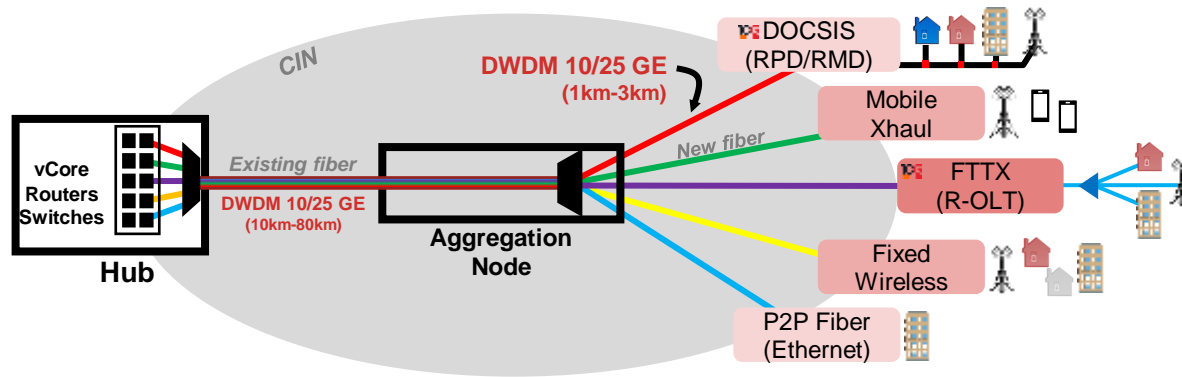 CIN
DOCSIS
(RPD/RMD)
DWDM 10/25 GE
(1km-3km)
Mobile
Xhaul
vCore
Routers
Switches
Existing fiber
New fiber
FTTX
(R-OLT)
DWDM 10/25 GE
(10km-80km)
Aggregation
Node
Hub
Fixed
Wireless
P2P Fiber
(Ethernet)